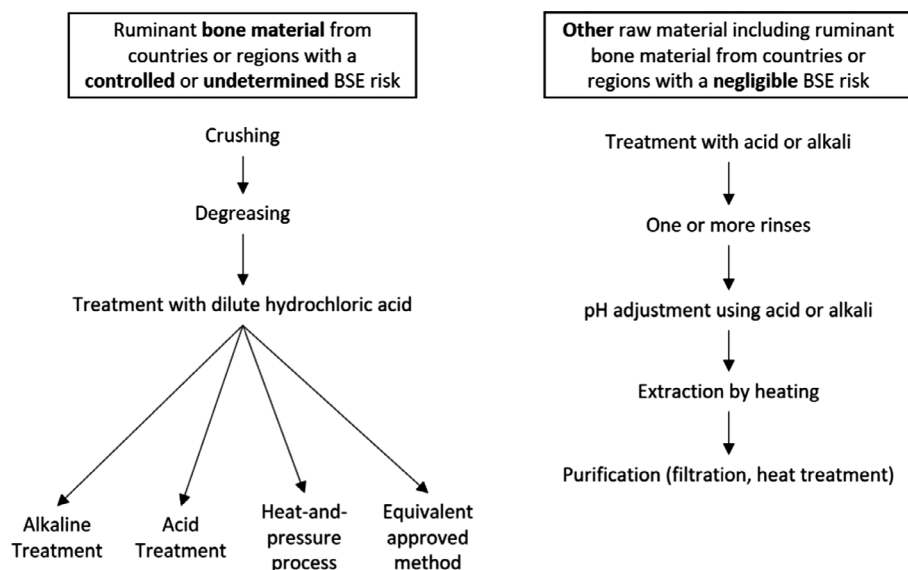 Ruminant bone material from
countries or regions with a
controlled or undetermined BSE risk
Crushing
Degreasing
Treatment with dilute hydrochloric acid
Alkaline
Treatment
Acid
Treatment
Heat-and-
pressure
process
Equivalent
approved
method
Other raw material including ruminant
bone material from countries or
regions with a negligible BSE risk
Treatment with acid or alkali
One or more rinses
pH adjustment using acid or alkali
Extraction by heating
Purification (filtration, heat treatment)